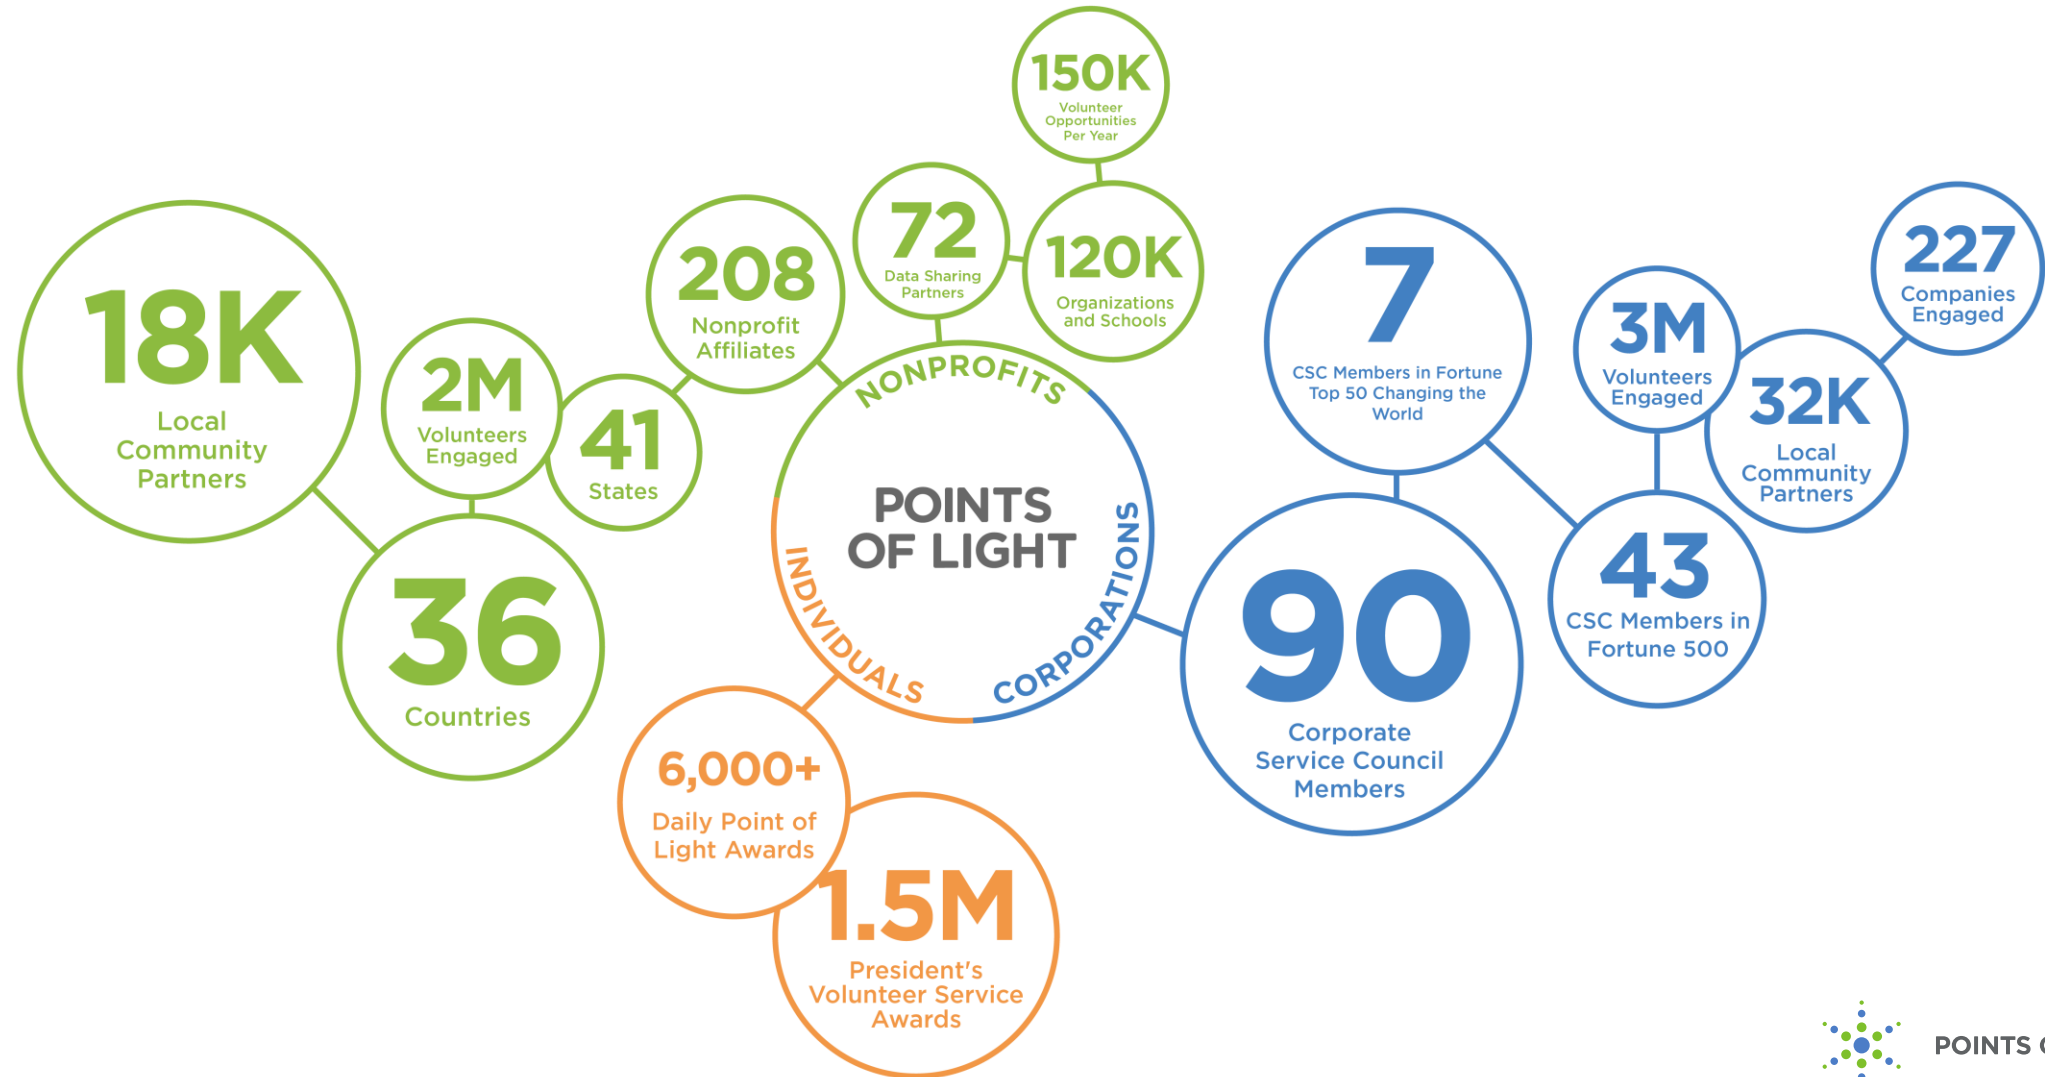 150K
Volunteer
Opportunities
Per Year
72
Data Sharing
Partners
120K
Organizations
and Schools
208
Nonprofit
Affiliates
41
States
2M
Volunteers
Engaged
18K
Local
Community
Partners
36
Countries
NONPROFITS
INDIVIDUALS
CORPORATIONS
POINTS
OF LIGHT
6,000+
Daily Point of
Light Awards
1.5M
President's
Volunteer Service
Awards
90
Corporate
Service Council
Members
7
CSC Members in Fortune
Top 50 Changing the
World
43
CSC Members in
Fortune 500
3M
Volunteers
Engaged
32K
Local
Community
Partners
227
Companies
Engaged
POINTS